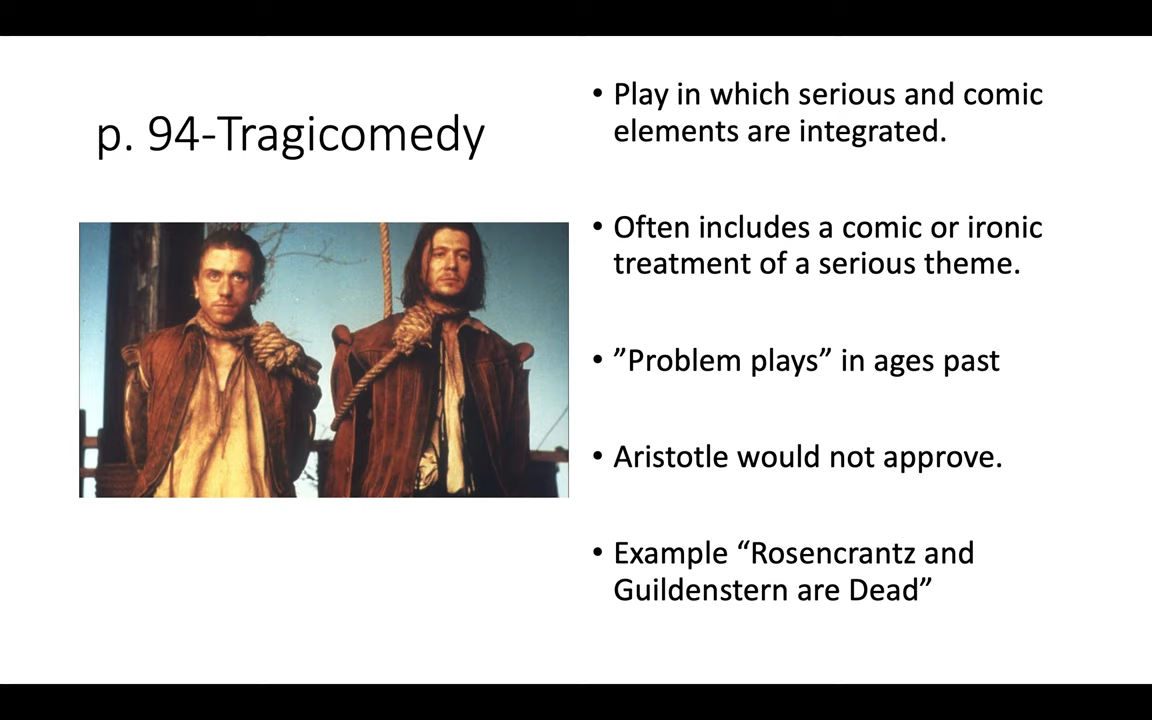 p. 94-Tragicomedy
• Play in which serious and comic
elements are integrated.
• Often includes a comic or ironic
treatment of a serious theme.
• ”Problem plays” in ages past
• Aristotle would not approve.
• Example “Rosencrantz and
Guildenstern are Dead”